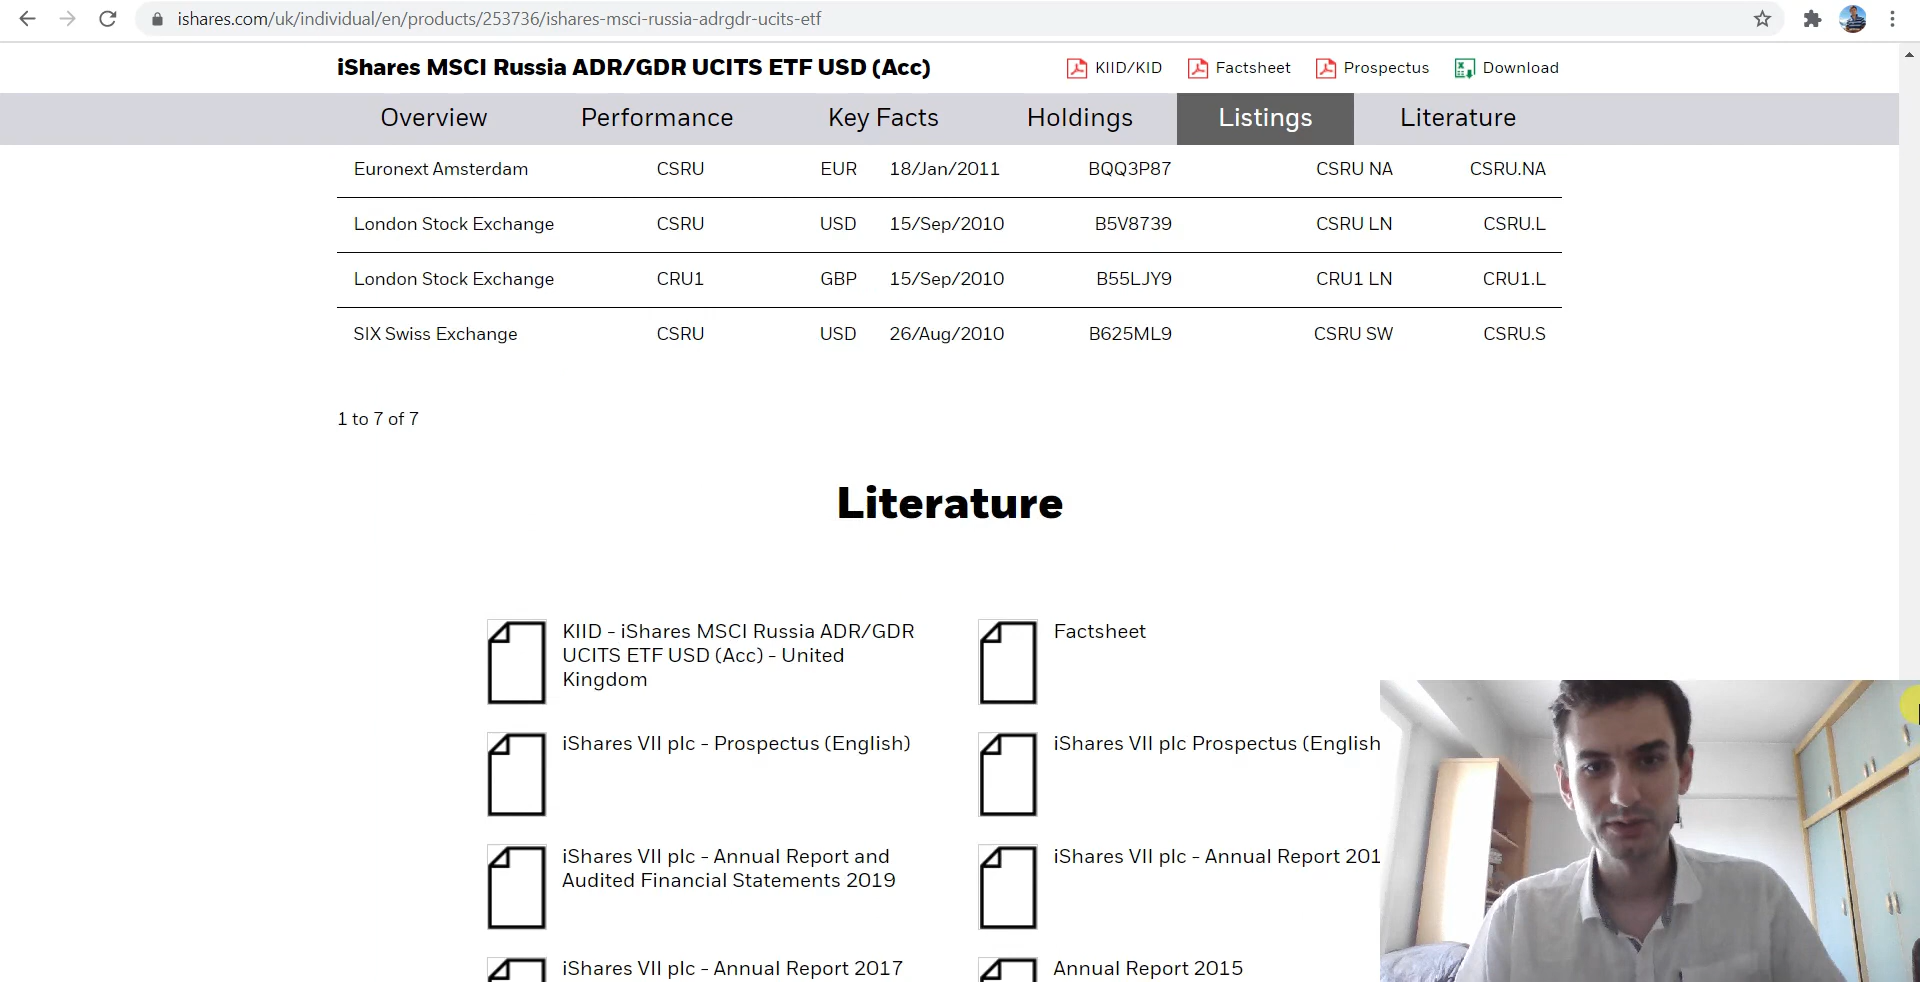 ishares.com/uk/individual/en/products/253736/ishares-msci-russia-adrgdr-ucits-etf
iShares MSCI Russia ADR/GDR UCITS ETF USD (Acc)
KIID/KID Factsheet Prospectus Download
Overview Performance Key Facts Holdings Listings Literature
Euronext Amsterdam CSRU EUR 18/Jan/2011 BQQ3P87 CSRU NA CSRU.NA
London Stock Exchange CSRU USD 15/Sep/2010 B5V8739 CSRU LN CSRU.L
London Stock Exchange CRU1 GBP 15/Sep/2010 B55LJY9 CRU1 LN CRU1.L
SIX Swiss Exchange CSRU USD 26/Aug/2010 B625ML9 CSRU SW CSRU.S
1 to 7 of 7
Literature
KIID - iShares MSCI Russia ADR/GDR
UCITS ETF USD (Acc) - United
Kingdom
Factsheet
iShares VII plc - Prospectus (English)
iShares VII plc Prospectus (English
iShares VII plc - Annual Report and
Audited Financial Statements 2019
iShares VII plc - Annual Report 201
iShares VII plc - Annual Report 2017
Annual Report 2015